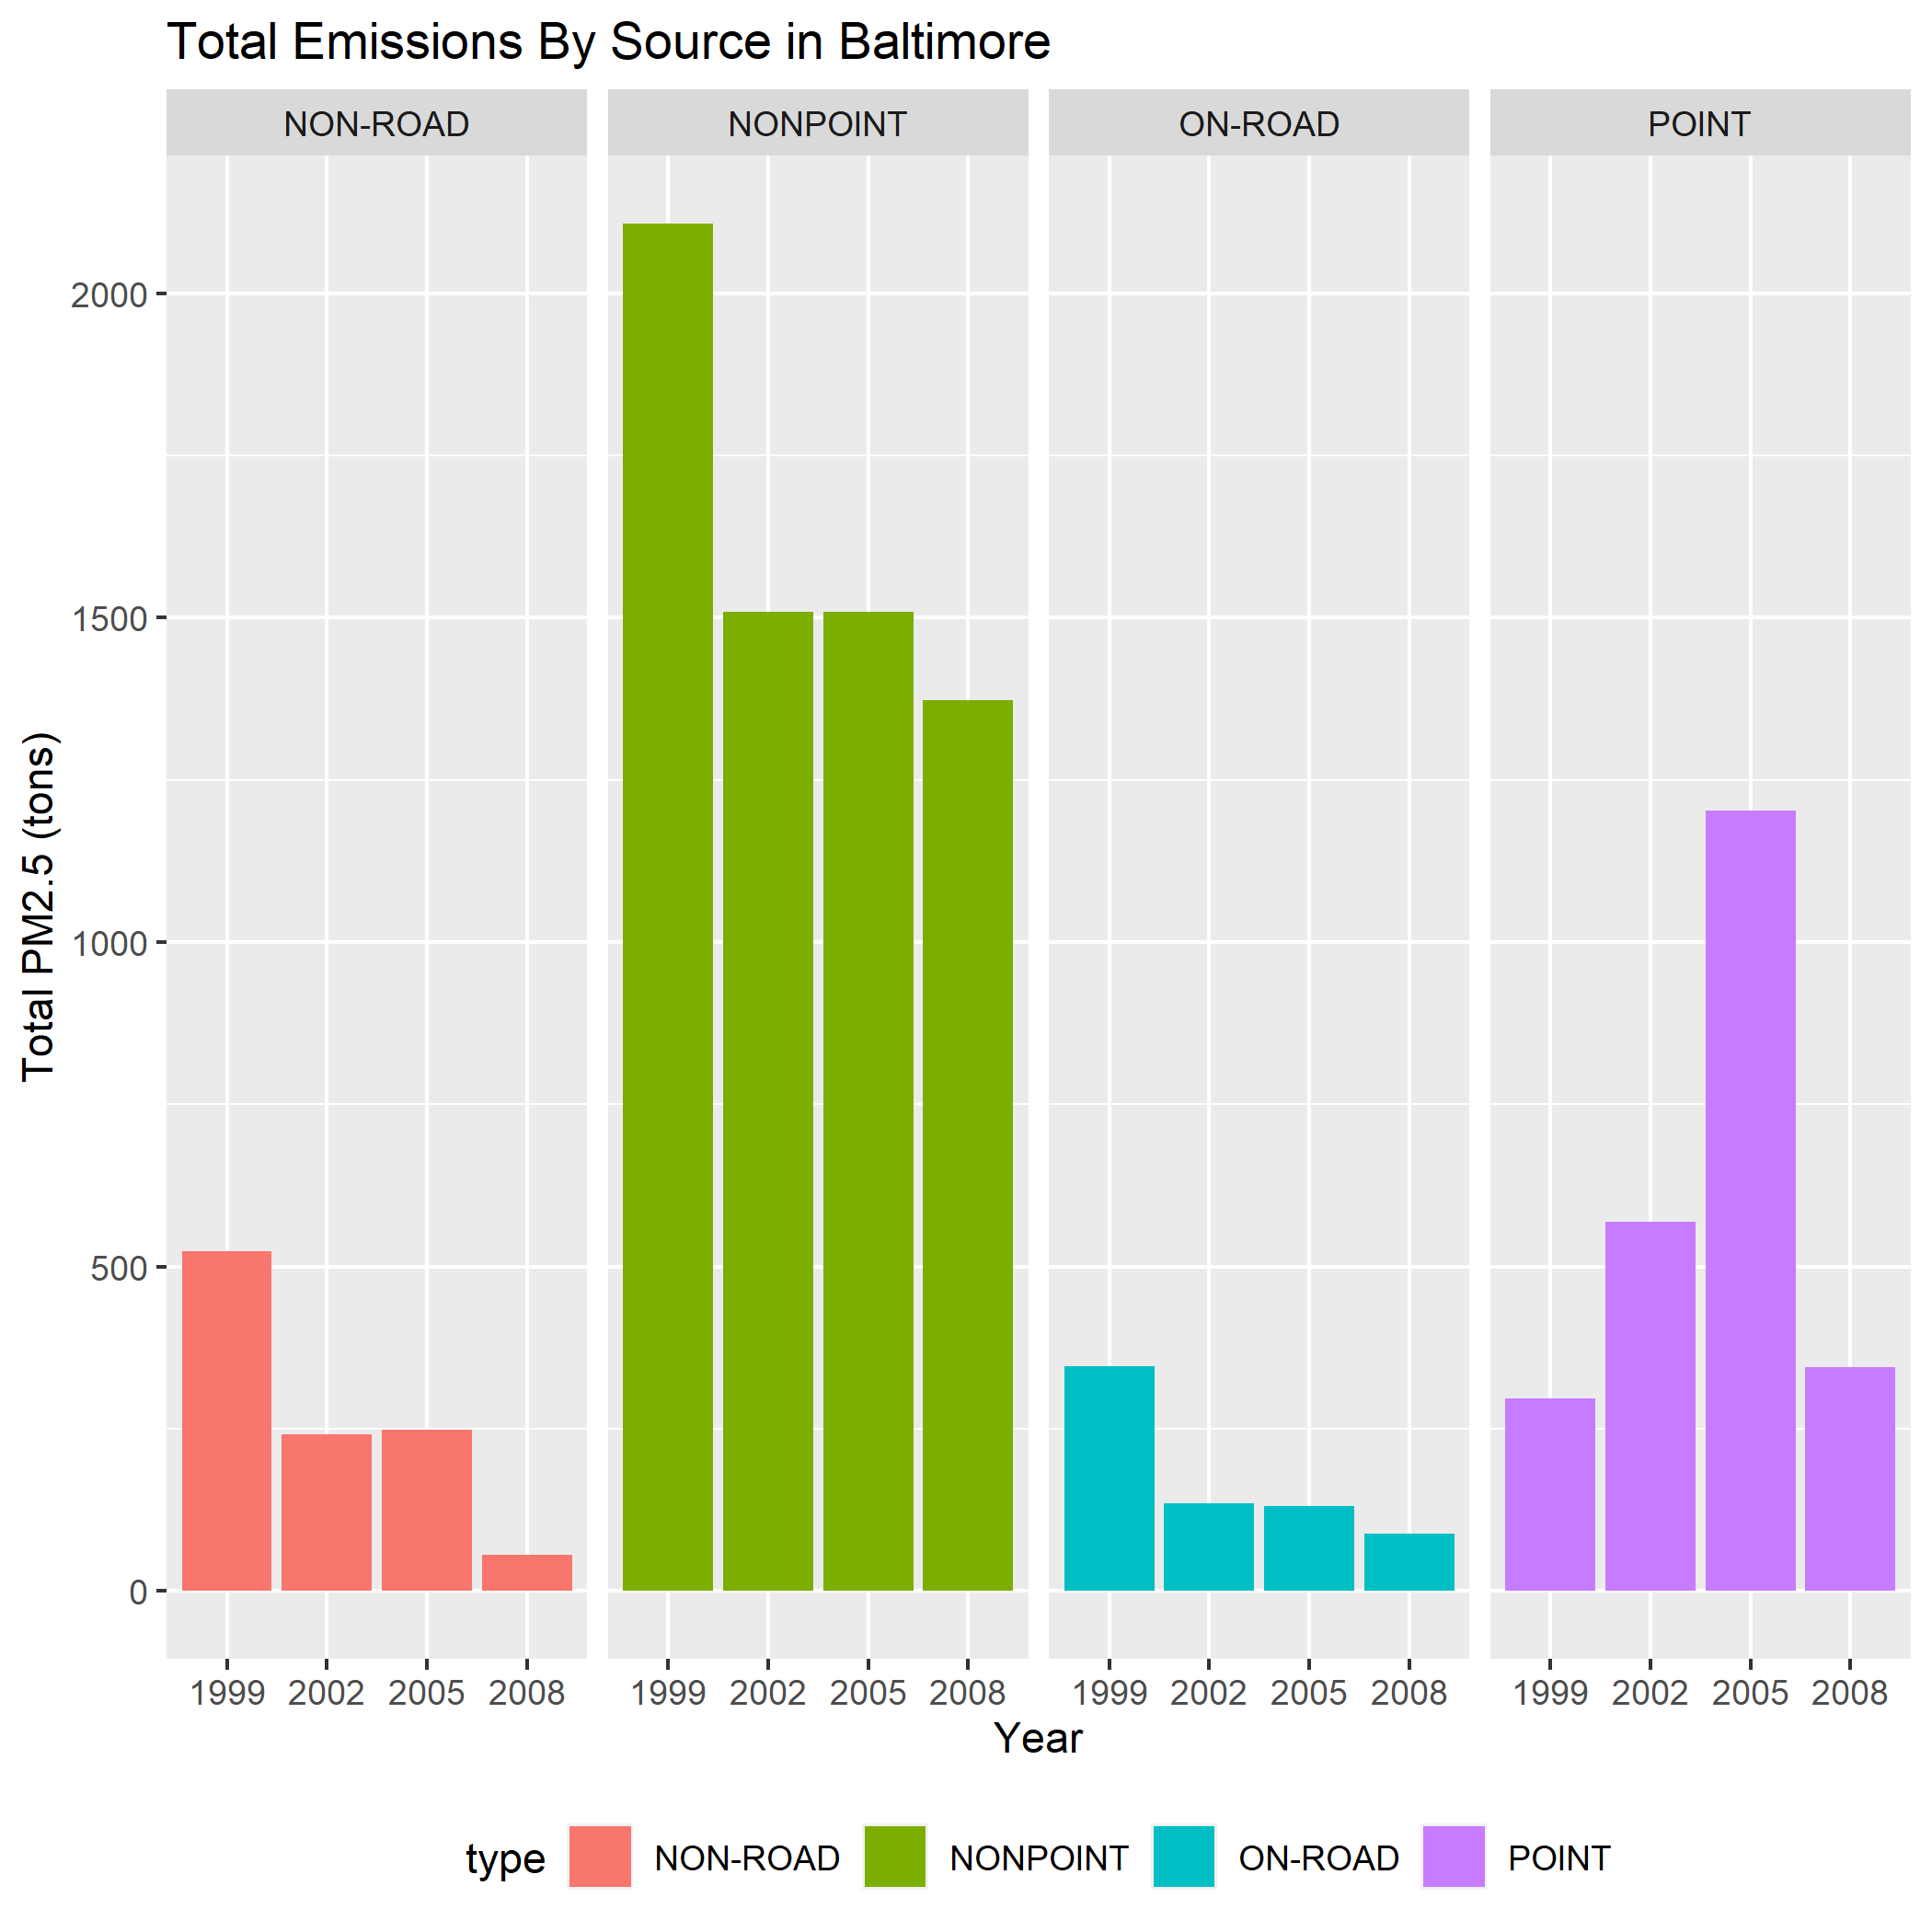 Total Emissions By Source in Baltimore
NON-ROAD NONPOINT ON-ROAD POINT
2000
1500
1000
500
0
Total PM2.5 (tons)
1999 2002 2005 2008 1999 2002 2005 2008 1999 2002 2005 2008 1999 2002 2005 2008
Year
type NON-ROAD NONPOINT ON-ROAD POINT